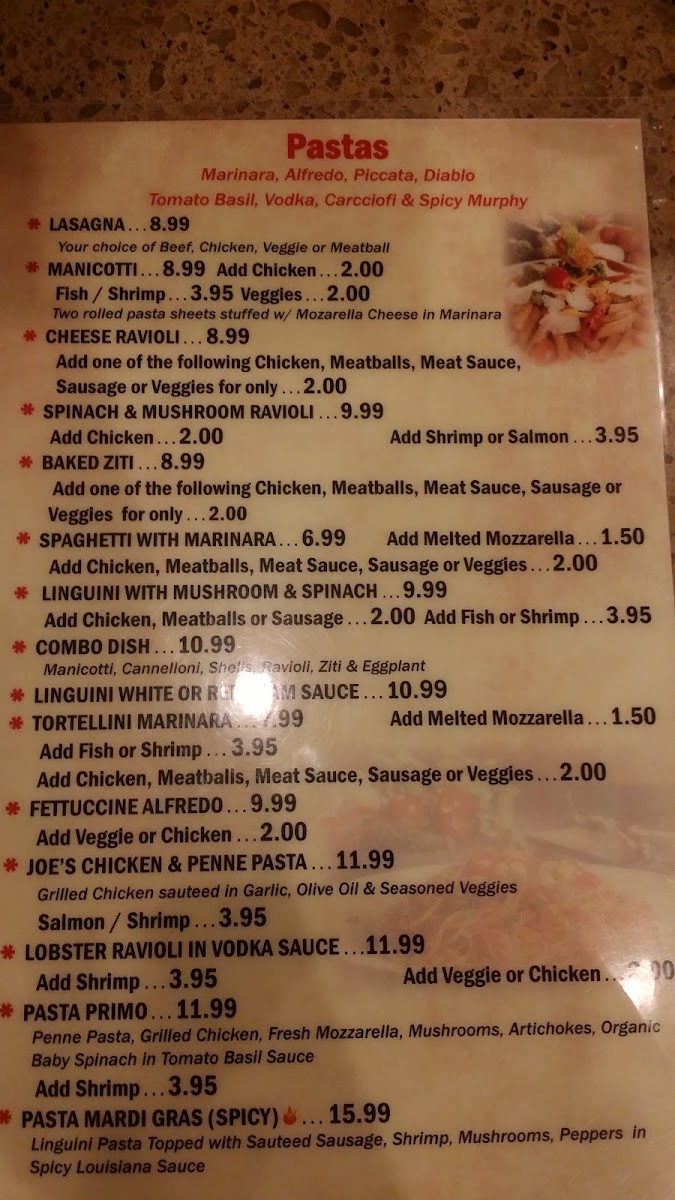 Pastas
Marinara, Alfredo, Piccata, Diablo
Tomato Basil, Vodka, Carcciofi & Spicy Murphy
* LASAGNA...8.99
Your choice of Beef, Chicken, Veggie or Meatball
* MANICOTTI...8.99 Add Chicken...2.00
Fish / Shrimp...3.95 Veggies...2.00
Two rolled pasta sheets stuffed w/ Mozarella Cheese in Marinara
* CHEESE RAVIOLI...8.99
Add one of the following Chicken, Meatballs, Meat Sauce,
Sausage or Veggies for only...2.00
* SPINACH & MUSHROOM RAVIOLI...9.99
Add Chicken...2.00 Add Shrimp or Salmon...3.95
* BAKED ZITI...8.99
Add one of the following Chicken, Meatballs, Meat Sauce, Sausage or
Veggies for only...2.00
* SPAGHETTI WITH MARINARA...6.99 Add Melted Mozzarella...1.50
Add Chicken, Meatballs, Meat Sauce, Sausage or Veggies...2.00
* LINGUINI WITH MUSHROOM & SPINACH...9.99
Add Chicken, Meatballs or Sausage...2.00 Add Fish or Shrimp...3.95
* COMBO DISH...10.99
Manicotti, Cannelloni, Shells, Ravioli, Ziti & Eggplant
* LINGUINI WHITE OR SAUCE...10.99
* TORTELLINI MARINARA...7.99 Add Melted Mozzarella...1.50
Add Fish or Shrimp...3.95
Add Chicken, Meatballs, Meat Sauce, Sausage or Veggies...2.00
* FETTUCCINE ALFREDO...9.99
Add Veggie or Chicken...2.00
* JOE'S CHICKEN & PENNE PASTA...11.99
Grilled Chicken sauteed in Garlic, Olive Oil & Seasoned Veggies
Salmon / Shrimp...3.95
* LOBSTER RAVIOLI IN VODKA SAUCE...11.99
Add Shrimp...3.95 Add Veggie or Chicken...
* PASTA PRIMO...11.99
Penne Pasta, Grilled Chicken, Fresh Mozzarella, Mushrooms, Artichokes, Organic
Baby Spinach in Tomato Basil Sauce
Add Shrimp...3.95
* PASTA MARDI GRAS (SPICY)...15.99
Linguini Pasta Topped with Sauteed Sausage, Shrimp, Mushrooms, Peppers in
Spicy Louisiana Sauce